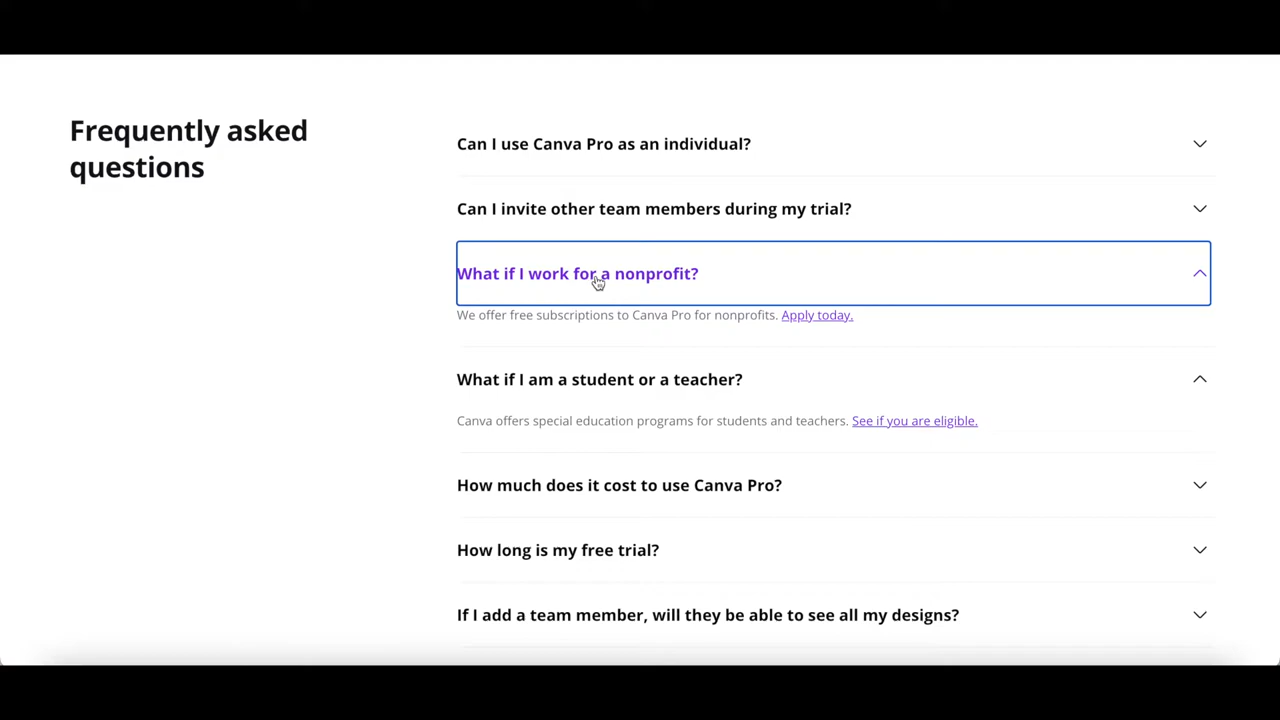 Frequently asked
questions
Can I use Canva Pro as an individual?
Can I invite other team members during my trial?
What if I work for a nonprofit?
We offer free subscriptions to Canva Pro for nonprofits. Apply today.
What if I am a student or a teacher?
Canva offers special education programs for students and teachers. See if you are eligible.
How much does it cost to use Canva Pro?
How long is my free trial?
If I add a team member, will they be able to see all my designs?